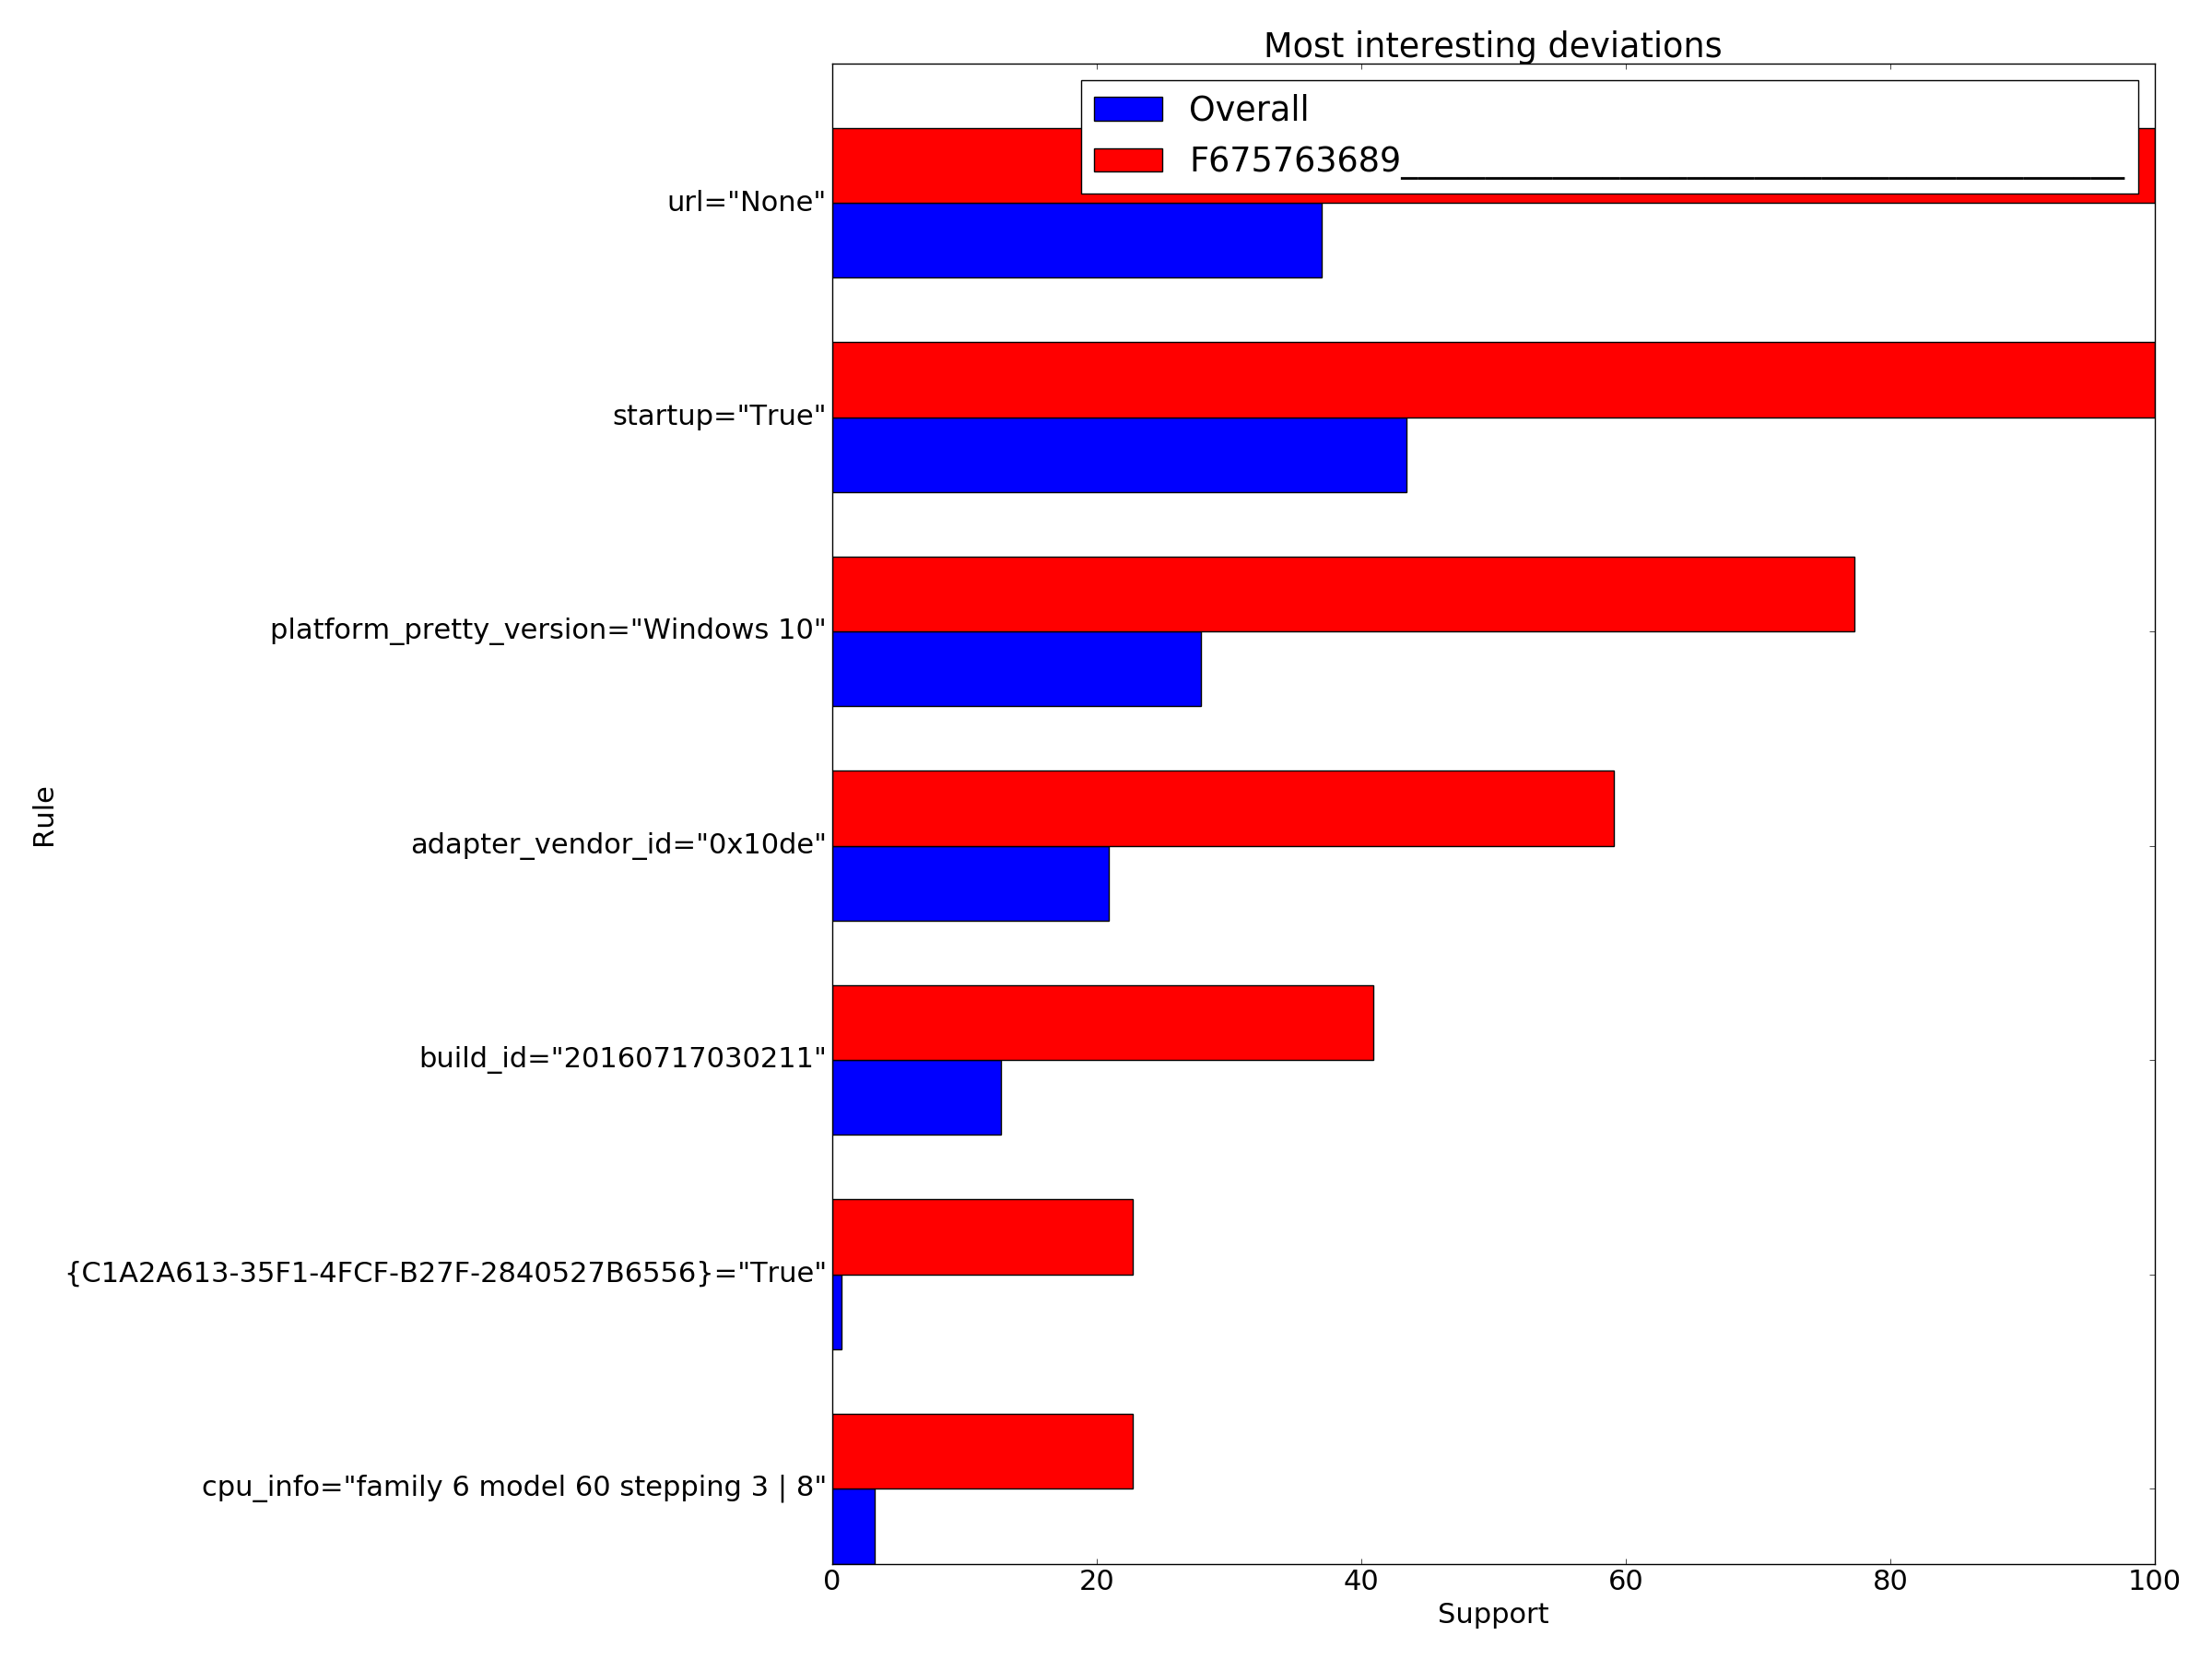 Most interesting deviations
Overall
F675763689___________________________________________
url="None"
startup="True"
platform_pretty_version="Windows 10"
adapter_vendor_id="0x10de"
Rule
build_id="20160717030211"
{C1A2A613-35F1-4FCF-B27F-2840527B6556}="True"
cpu_info="family 6 model 60 stepping 3 | 8"
0 20 40 60 80 100
Support